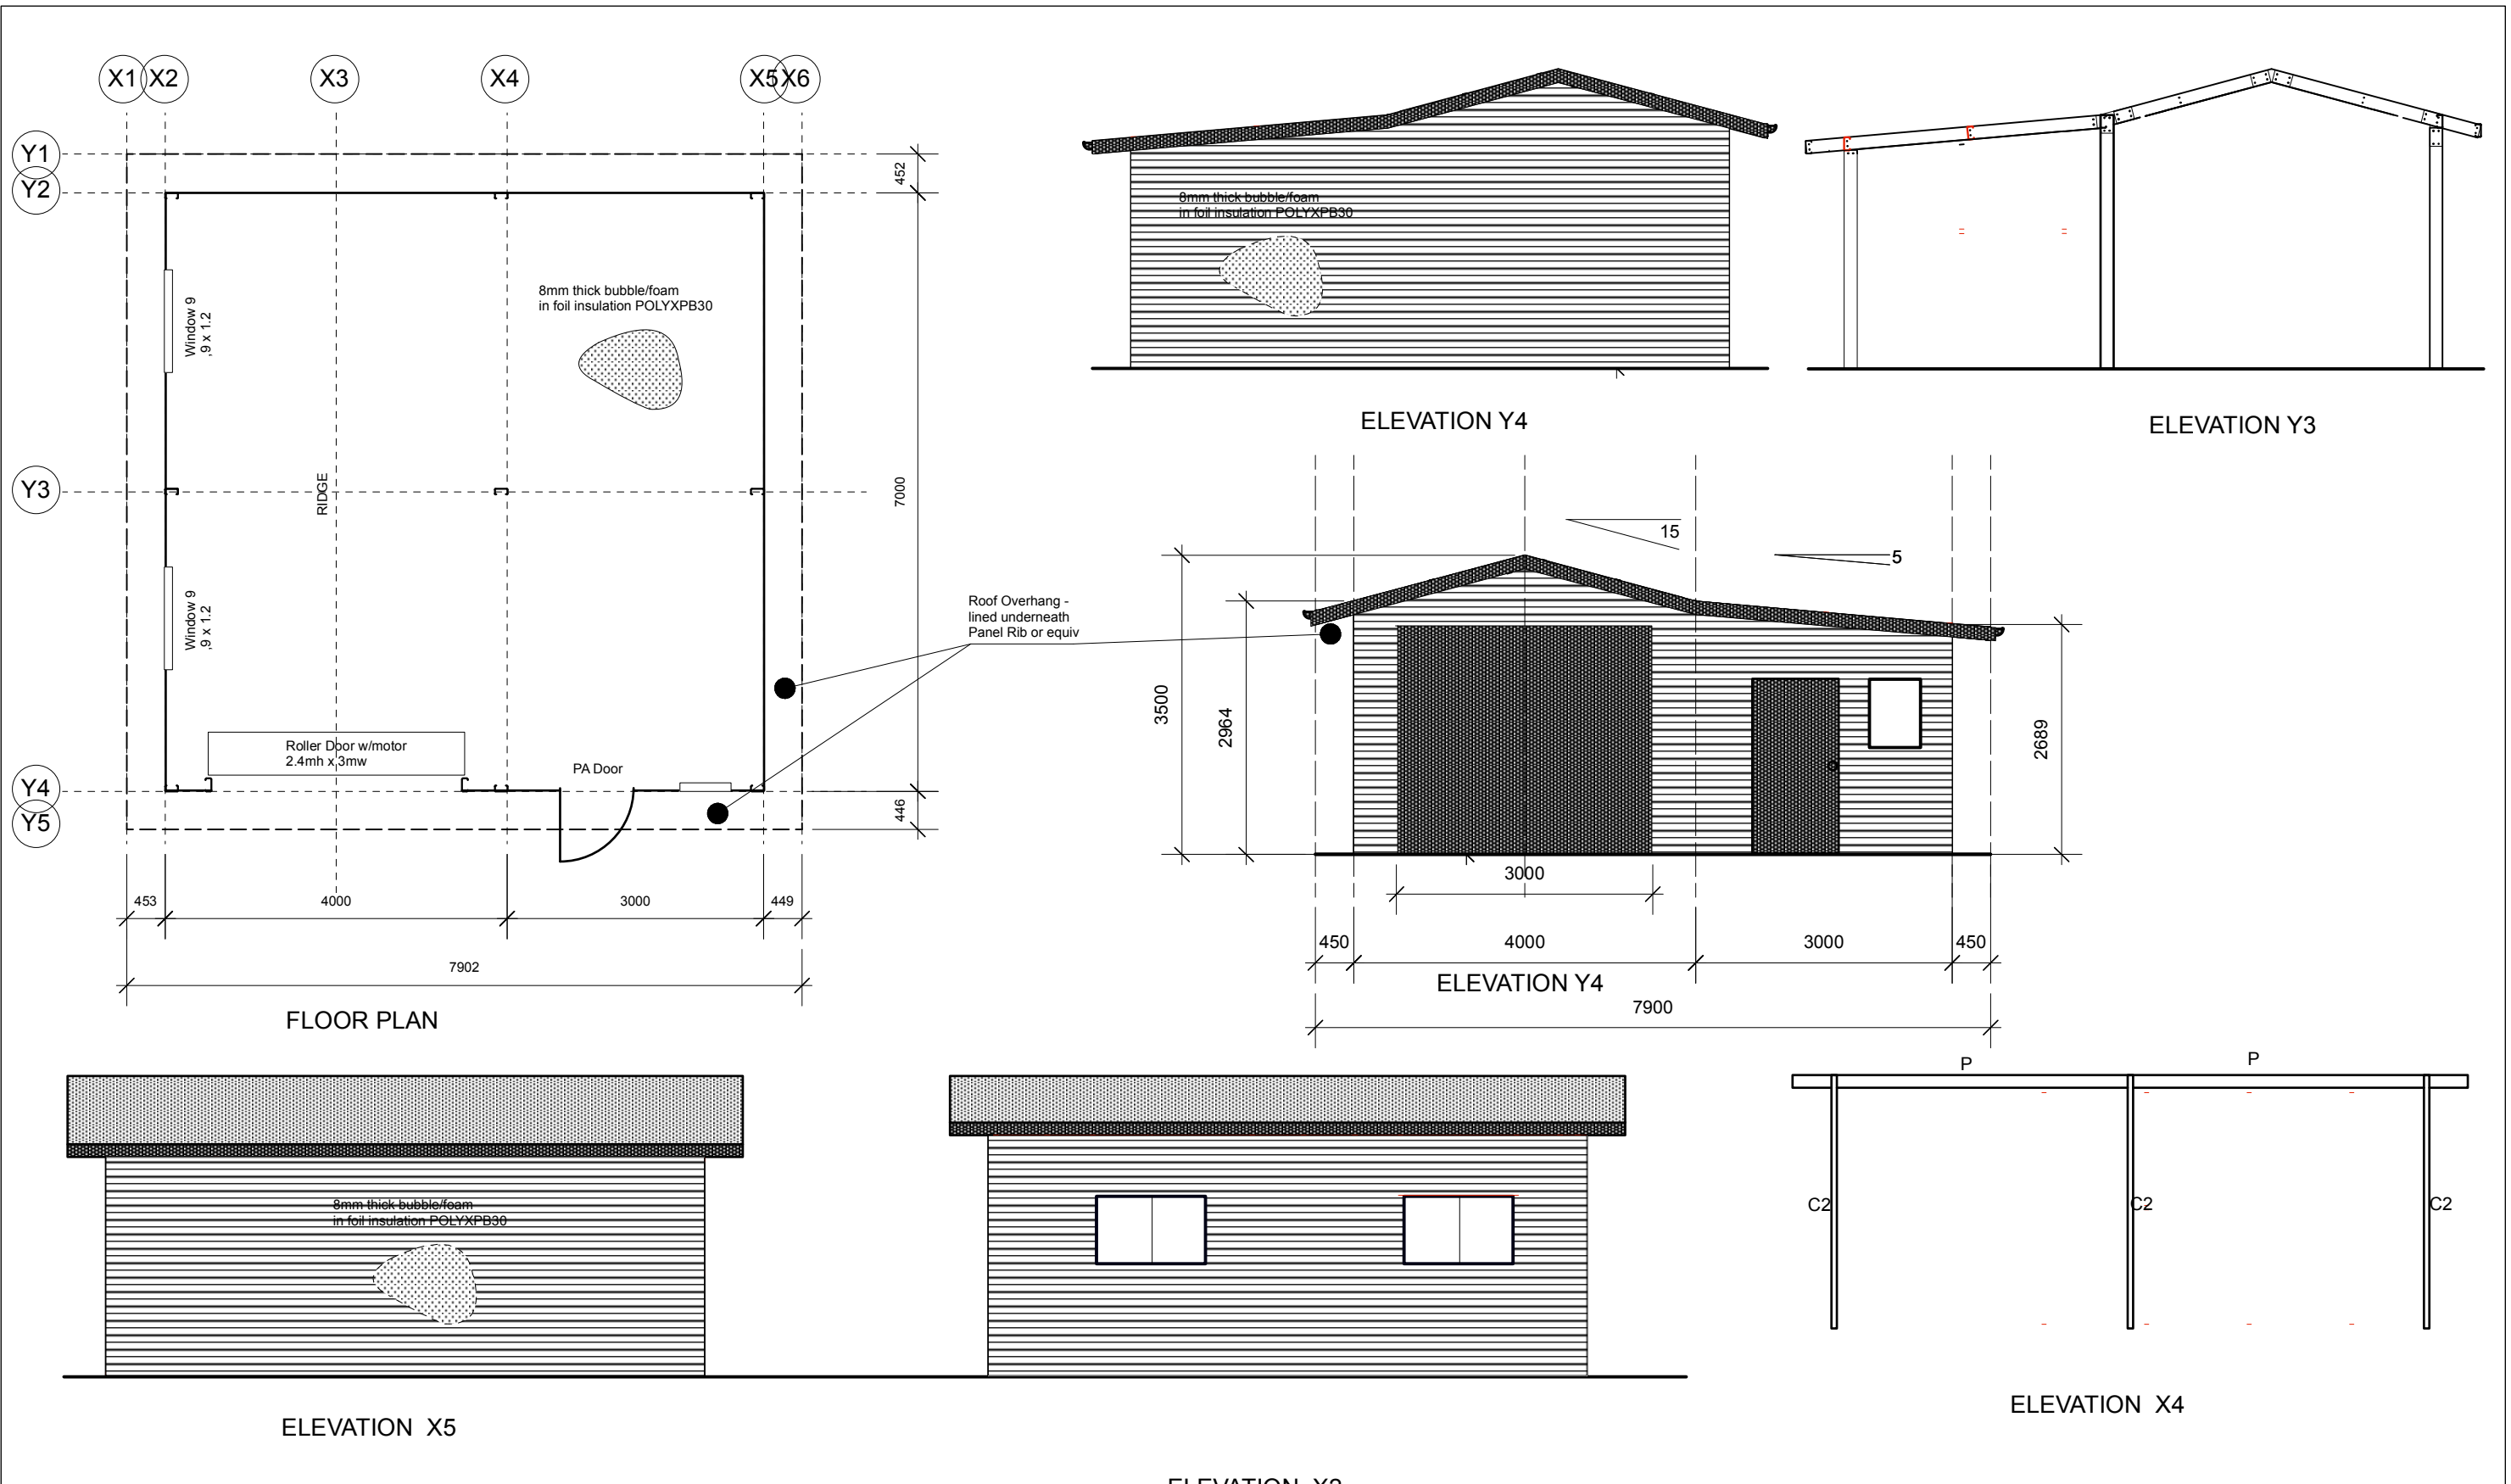 X1
X2
X3
X4
X5
X6
Y1
Y2
Y3
Y4
Y5
452
7000
446
Window 9
,9 x 1.2
Window 9
,9 x 1.2
8mm thick bubble/foam
in foil insulation POLYXPB30
RIDGE
Roller Door w/motor
2.4mh x 3mw
PA Door
453
4000
3000
449
7902
FLOOR PLAN
Roof Overhang -
lined underneath
Panel Rib or equiv
8mm thick bubble/foam
in foil insulation POLYXPB30
ELEVATION Y4
ELEVATION Y3
15
5
3500
2964
2689
3000
450
4000
3000
450
ELEVATION Y4
7900
8mm thick bubble/foam
in foil insulation POLYXPB30
ELEVATION X5
P
P
C2
C2
C2
ELEVATION X4